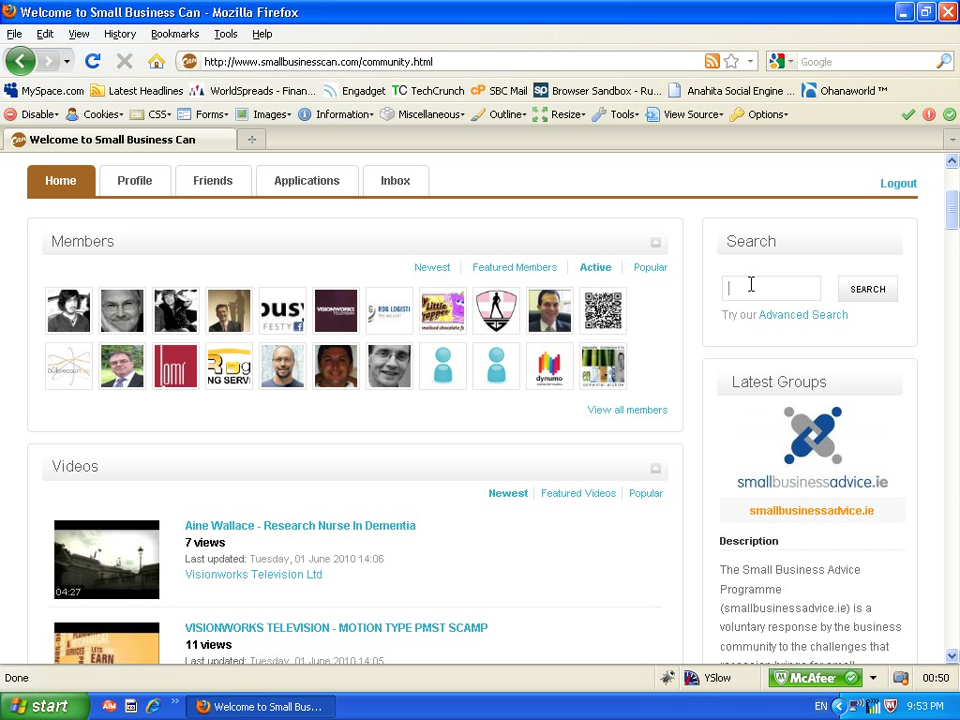 Welcome to Small Business Can - Mozilla Firefox
File Edit View History Bookmarks Tools Help
http://www.smallbusinesscan.com/community.html
Google
MySpace.com Latest Headlines WorldSpreads - Finan... Engadget TechCrunch SBC Mail Browser Sandbox - Ru... Anahita Social Engine ... Ohanaworld ™
Disable Cookies CSS Forms Images Information Miscellaneous Outline Resize Tools View Source Options
Welcome to Small Business Can
Home Profile Friends Applications Inbox
Logout
Members
Newest Featured Members Active Popular
View all members
Videos
Newest Featured Videos Popular
Aine Wallace - Research Nurse In Dementia
7 views
Last updated: Tuesday, 01 June 2010 14:06
Visionworks Television Ltd
04:27
VISIONWORKS TELEVISION - MOTION TYPE PMST SCAMP
11 views
Last updated: Tuesday, 01 June 2010 14:05
Search
SEARCH
Try our Advanced Search
Latest Groups
smallbusinessadvice.ie
smallbusinessadvice.ie
Description
The Small Business Advice
Programme
(smallbusinessadvice.ie) is a
voluntary response by the business
community to the challenges that
Done
YSlow
McAfee
00:50
start
Welcome to Small Bus...
EN
9:53 PM